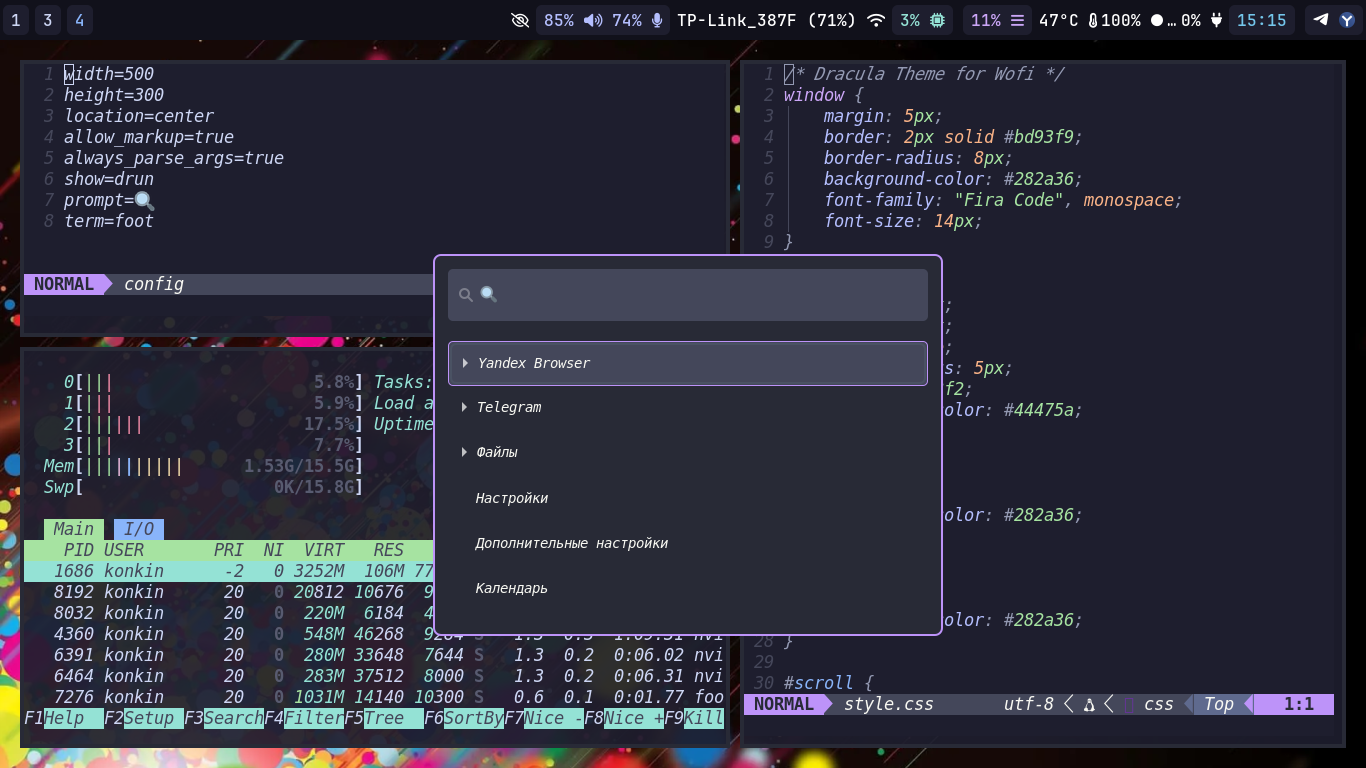 1 3 4 85% 74% TP-Link_387F (71%) 3% 11% 47°C 100% … 0% 15:15
1 width=500
2 height=300
3 location=center
4 allow_markup=true
5 always_parse_args=true
6 show=drun
7 prompt=🔍
8 term=foot
NORMAL config
0[||| 5.8%] Tasks:
1[||| 5.9%] Load a
2[|||||| 17.5%] Uptime
3[||| 7.7%]
Mem[|||||||||| 1.53G/15.5G]
Swp[ 0K/15.8G]
Main I/O
PID USER PRI NI VIRT RES
1686 konkin -2 0 3252M 106M 77
8192 konkin 20 0 20812 10676 9
8032 konkin 20 0 220M 6184 4
4360 konkin 20 0 548M 46268 9264 S 1.3 0.3 1:09.31 nvi
6391 konkin 20 0 280M 33648 7644 S 1.3 0.2 0:06.02 nvi
6464 konkin 20 0 283M 37512 8000 S 1.3 0.2 0:06.31 nvi
7276 konkin 20 0 1031M 14140 10300 S 0.6 0.1 0:01.77 foo
F1Help F2Setup F3SearchF4FilterF5Tree F6SortByF7Nice -F8Nice +F9Kill
🔍
Yandex Browser
Telegram
Файлы
Настройки
Дополнительные настройки
Календарь
1 /* Dracula Theme for Wofi */
2 window {
3 margin: 5px;
4 border: 2px solid #bd93f9;
5 border-radius: 8px;
6 background-color: #282a36;
7 font-family: "Fira Code", monospace;
8 font-size: 14px;
9 }
;
;
;
s: 5px;
f2;
olor: #44475a;
olor: #282a36;
olor: #282a36;
28 }
29
30 #scroll {
NORMAL style.css utf-8 css Top 1:1